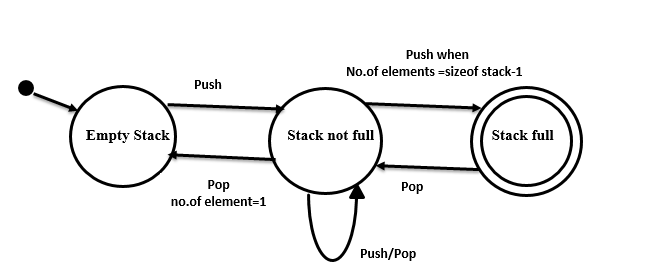 Push when
No.of elements =sizeof stack-1
Push
Empty Stack
Stack not full
Stack full
Pop
no.of element=1
Pop
Push/Pop